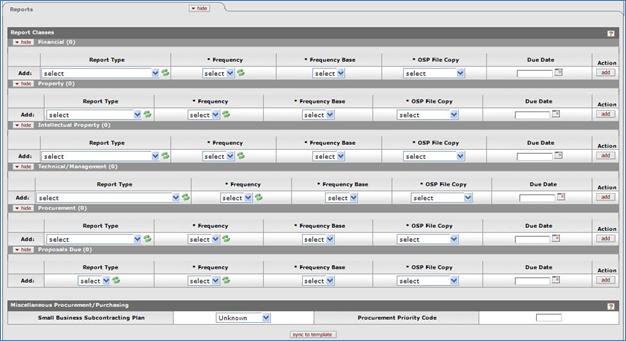 Reports ▼ hide
Report Classes ?
▼ hide Financial (0)
Report Type * Frequency * Frequency Base * OSP File Copy Due Date Action
Add: select select select select add
▼ hide Property (0)
Report Type * Frequency * Frequency Base * OSP File Copy Due Date Action
Add: select select select select add
▼ hide Intellectual Property (0)
Report Type * Frequency * Frequency Base * OSP File Copy Due Date Action
Add: select select select select add
▼ hide Technical/Management (0)
Report Type * Frequency * Frequency Base * OSP File Copy Due Date Action
Add: select select select select add
▼ hide Procurement (0)
Report Type * Frequency * Frequency Base * OSP File Copy Due Date Action
Add: select select select select add
▼ hide Proposals Due (0)
Report Type * Frequency * Frequency Base * OSP File Copy Due Date Action
Add: select select select select add
Miscellaneous Procurement/Purchasing ?
Small Business Subcontracting Plan Unknown Procurement Priority Code
sync to template